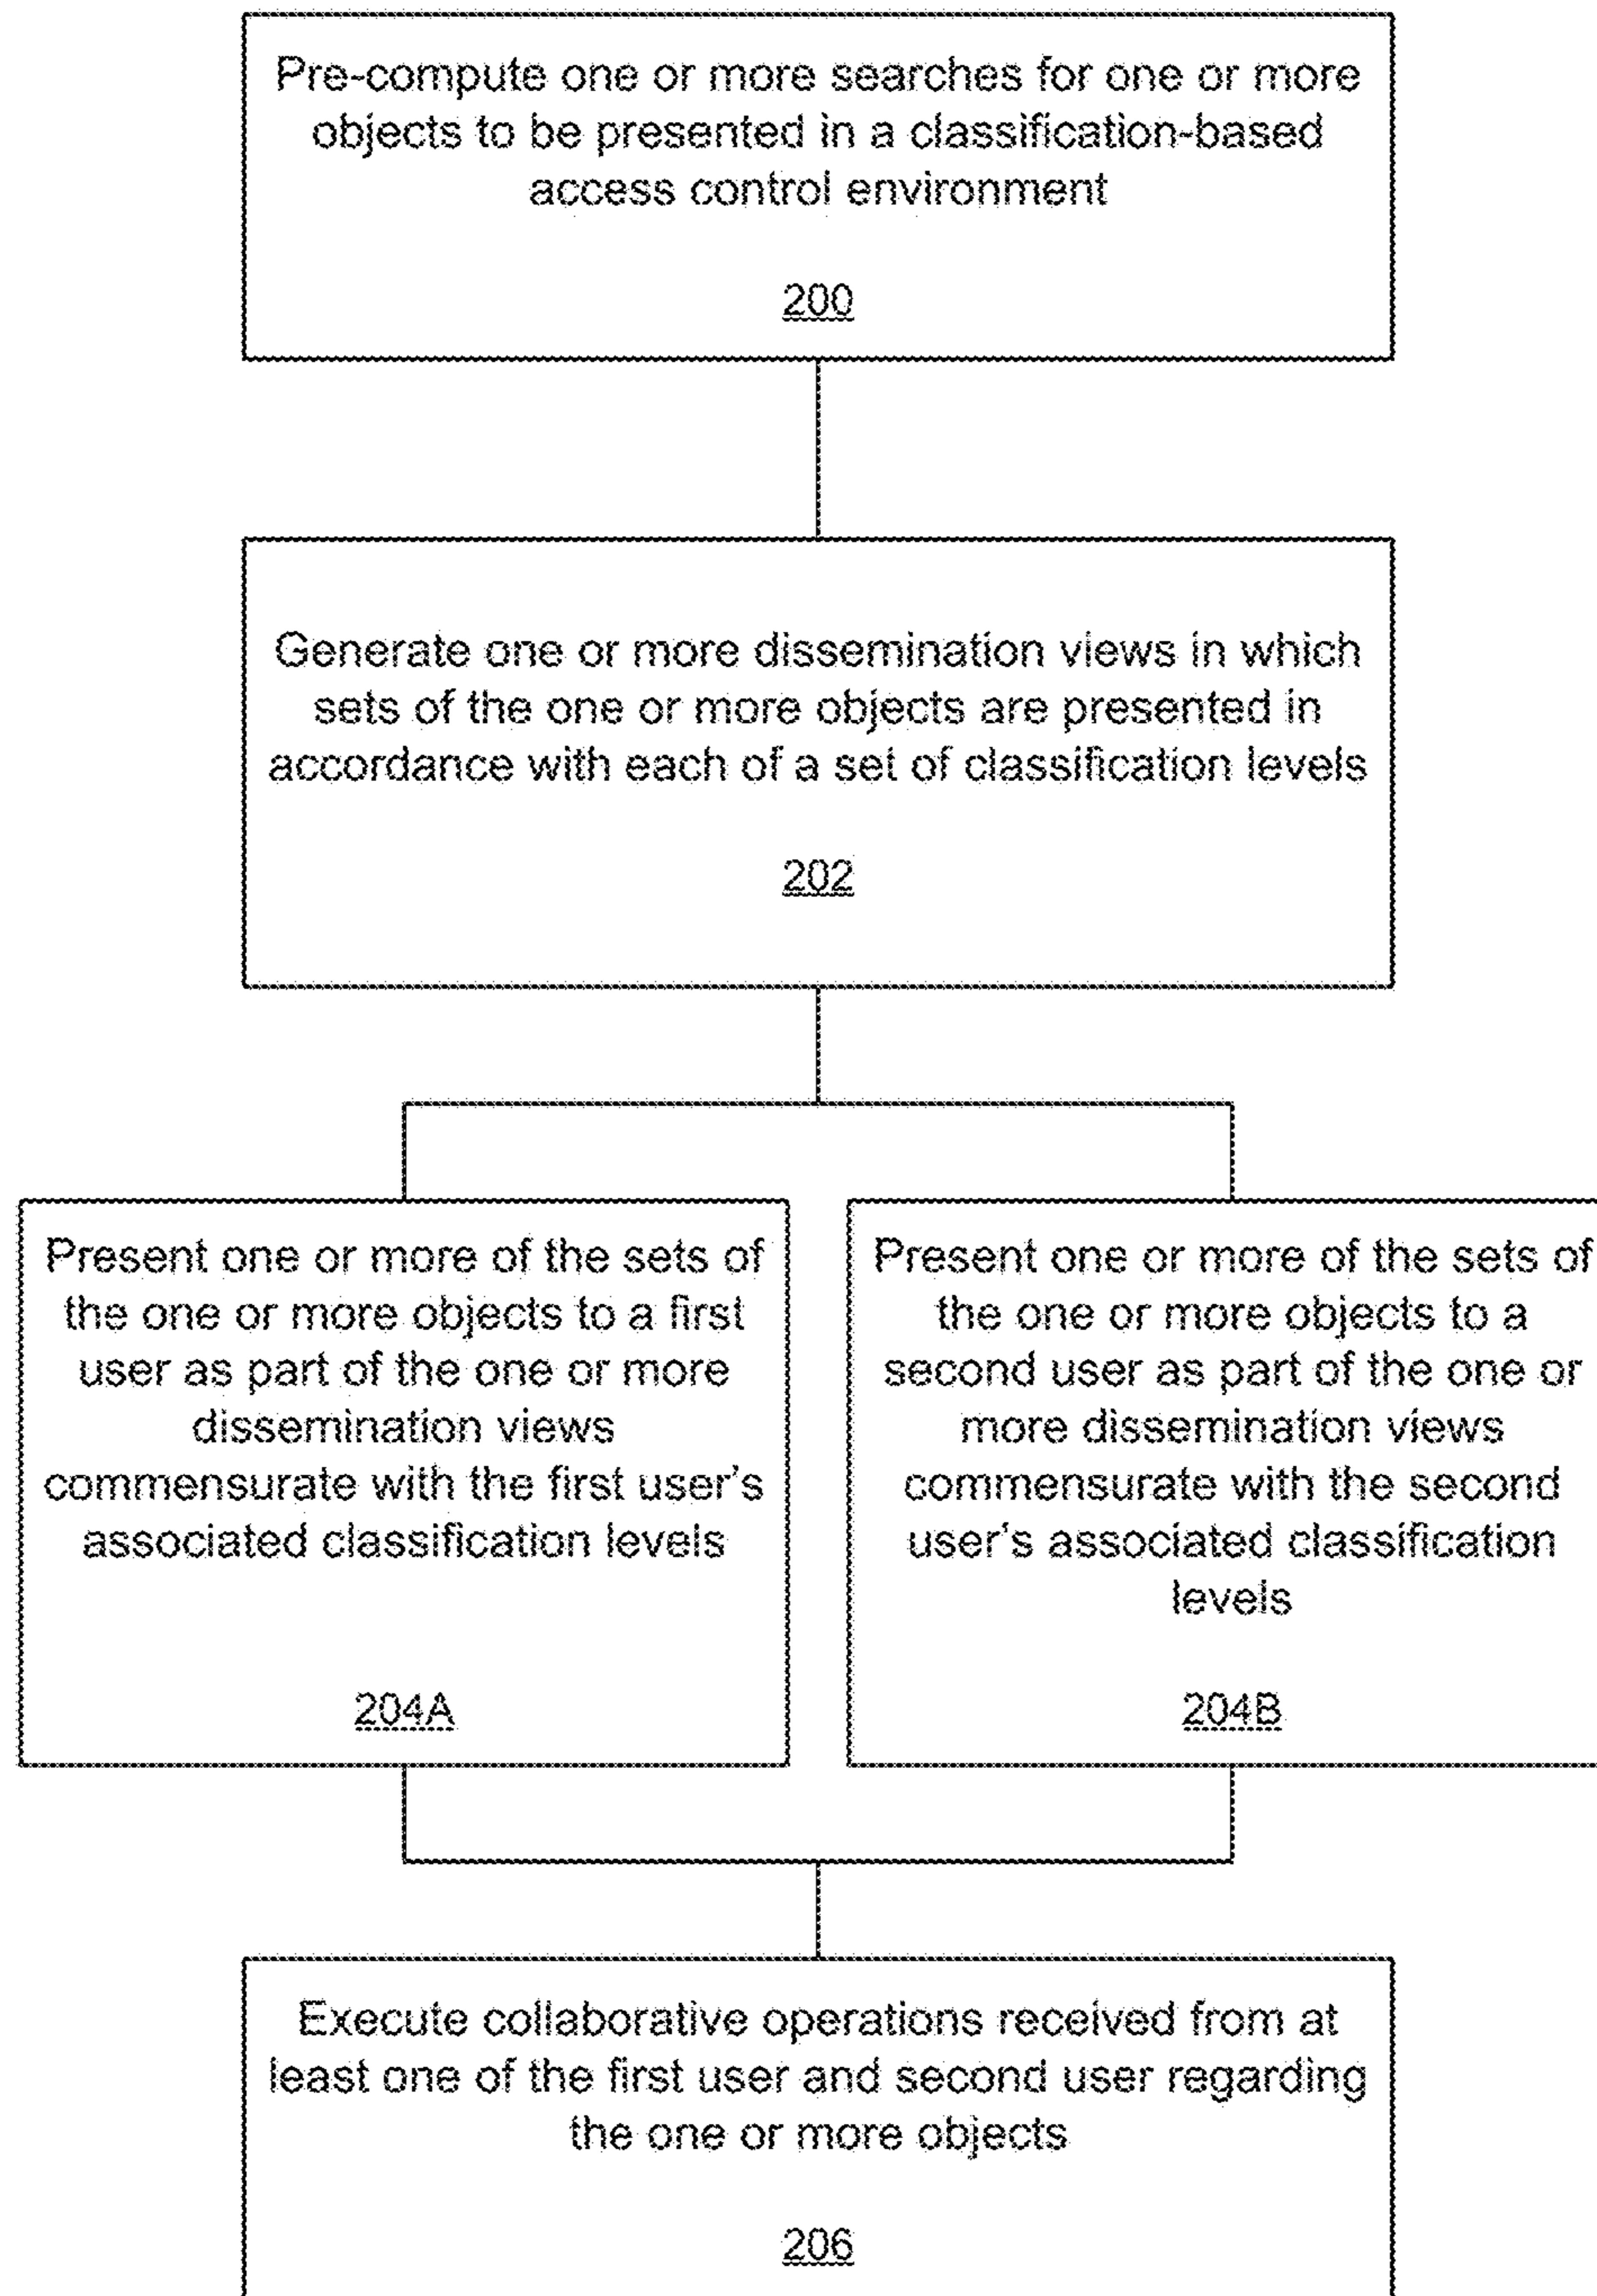 Pre-compute one or more searches for one or more
objects to be presented in a classification-based
access control environment
200
Generate one or more dissemination views in which
sets of the one or more objects are presented in
accordance with each of a set of classification levels
202
Present one or more of the sets of
the one or more objects to a first
user as part of the one or more
dissemination views
commensurate with the first user's
associated classification levels
204A
Present one or more of the sets of
the one or more objects to a
second user as part of the one or
more dissemination views
commensurate with the second
user's associated classification
levels
204B
Execute collaborative operations received from at
least one of the first user and second user regarding
the one or more objects
206